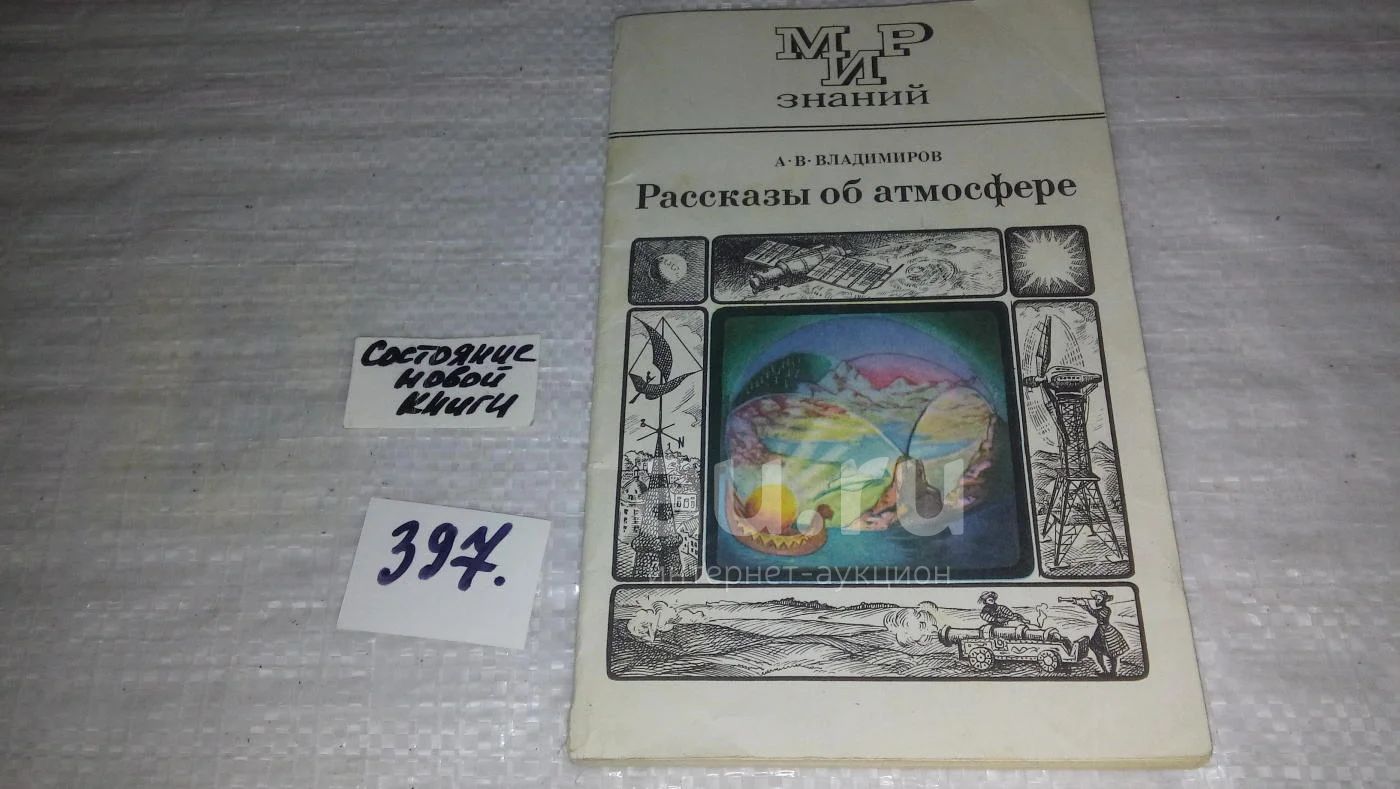 МИР
знаний
А·В·ВЛАДИМИРОВ
Рассказы об атмосфере
Состояние
новой
книги
397.
u.ru
интернет-аукцион